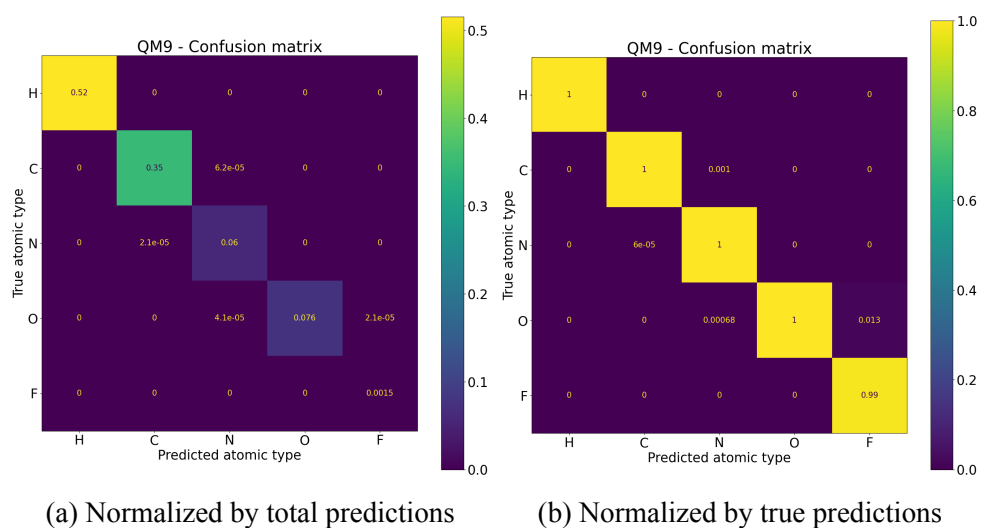 QM9 - Confusion matrix
True atomic type
H 0.52 0 0 0 0
C 0 0.35 6.2e-05 0 0
N 0 2.1e-05 0.06 0 0
O 0 0 4.1e-05 0.076 2.1e-05
F 0 0 0 0 0.0015
H C N O F
Predicted atomic type
0.5
0.4
0.3
0.2
0.1
0.0
(a) Normalized by total predictions
QM9 - Confusion matrix
True atomic type
H 1 0 0 0 0
C 0 1 0.001 0 0
N 0 6e-05 1 0 0
O 0 0 0.00068 1 0.013
F 0 0 0 0 0.99
H C N O F
Predicted atomic type
1.0
0.8
0.6
0.4
0.2
0.0
(b) Normalized by true predictions